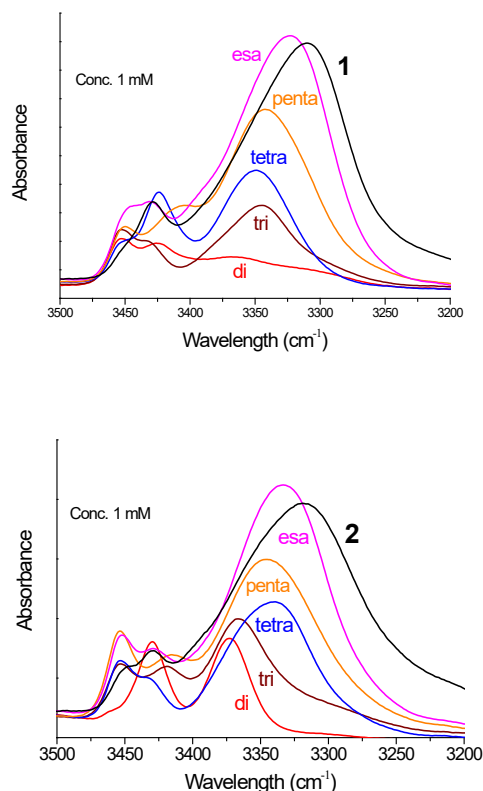 esa
1
Conc. 1 mM
penta
Absorbance
tetra
tri
di
3500 3450 3400 3350 3300 3250 3200
Wavelength (cm⁻¹)
Conc. 1 mM
2
esa
Absorbance
penta
tetra
tri
di
3500 3450 3400 3350 3300 3250 3200
Wavelength (cm⁻¹)